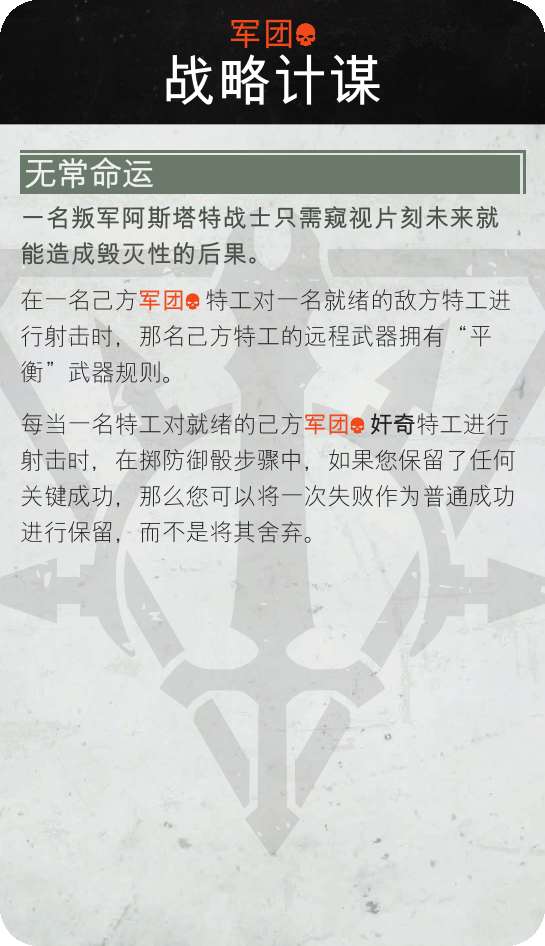 军团
战略计谋
无常命运
一名叛军阿斯塔特战士只需窥视片刻未来就
能造成毁灭性的后果。
在一名己方军团 特工对一名就绪的敌方特工进
行射击时，那名己方特工的远程武器拥有“平
衡”武器规则。
每当一名特工对就绪的己方军团 奸奇特工进行
射击时，在掷防御骰步骤中，如果您保留了任何
关键成功，那么您可以将一次失败作为普通成功
进行保留，而不是将其舍弃。